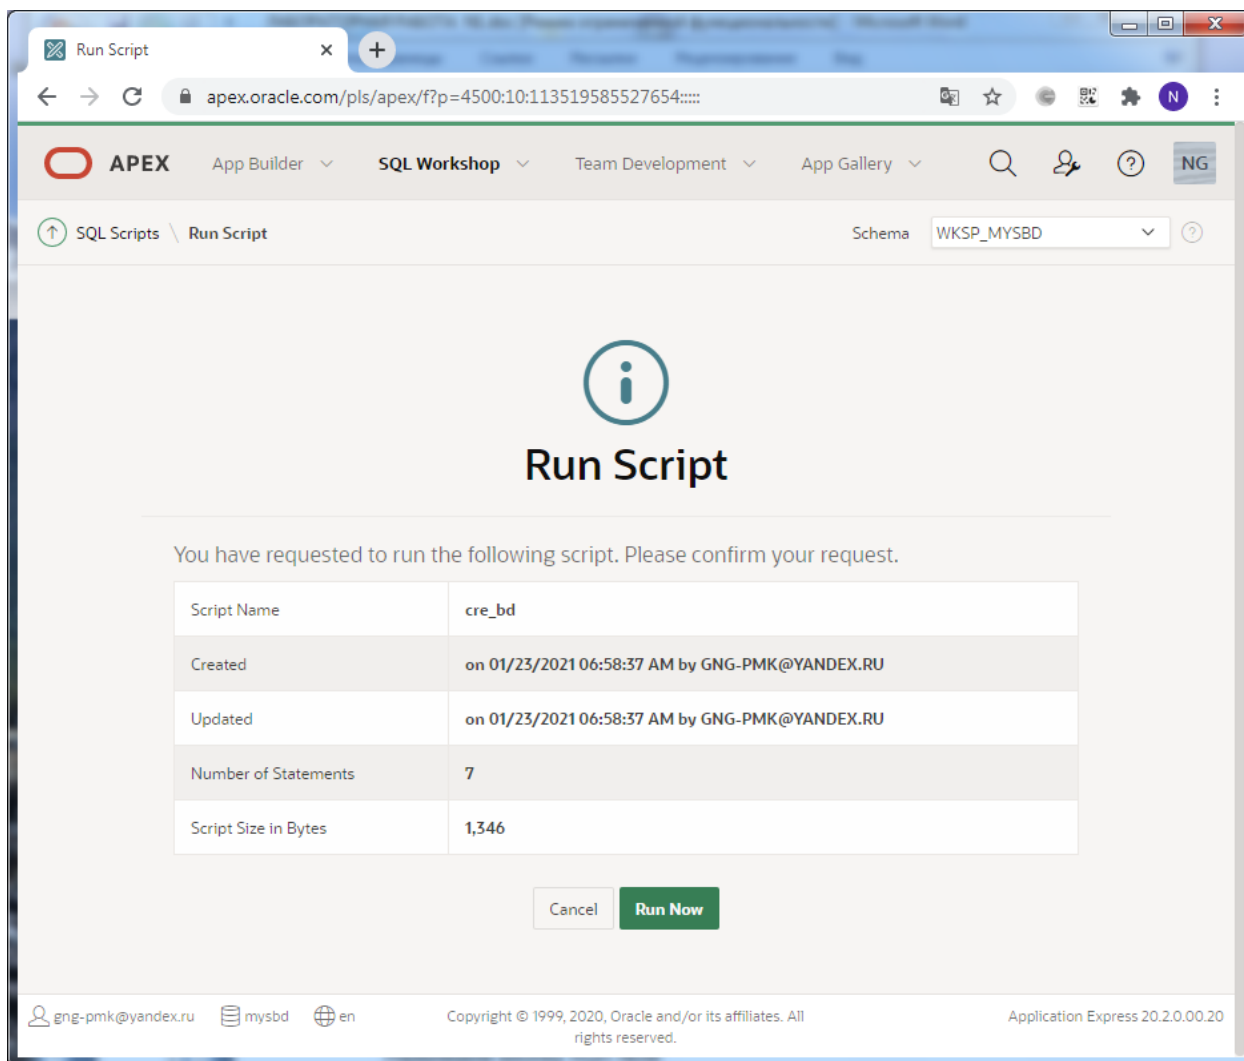 Run Script
apex.oracle.com/pls/apex/f?p=4500:10:113519585527654:::::
N
APEX App Builder SQL Workshop Team Development App Gallery NG
SQL Scripts \ Run Script Schema WKSP_MYSBD
Run Script
You have requested to run the following script. Please confirm your request.
Script Name cre_bd
Created on 01/23/2021 06:58:37 AM by GNG-PMK@YANDEX.RU
Updated on 01/23/2021 06:58:37 AM by GNG-PMK@YANDEX.RU
Number of Statements 7
Script Size in Bytes 1,346
Cancel Run Now
gng-pmk@yandex.ru mysbd en Copyright © 1999, 2020, Oracle and/or its affiliates. All Application Express 20.2.0.00.20
rights reserved.